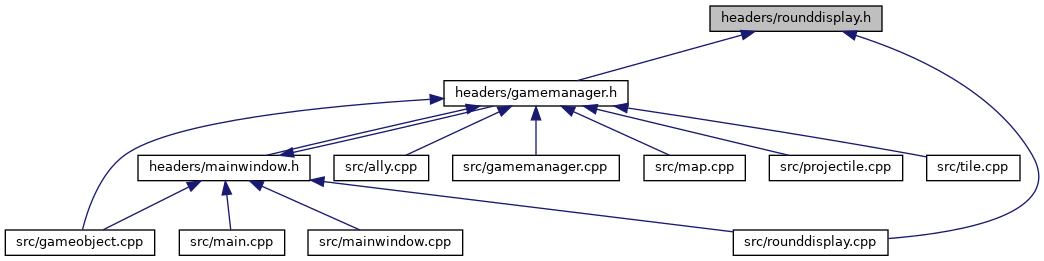 headers/rounddisplay.h
headers/gamemanager.h
headers/mainwindow.h
src/ally.cpp
src/gamemanager.cpp
src/map.cpp
src/projectile.cpp
src/tile.cpp
src/gameobject.cpp
src/main.cpp
src/mainwindow.cpp
src/rounddisplay.cpp